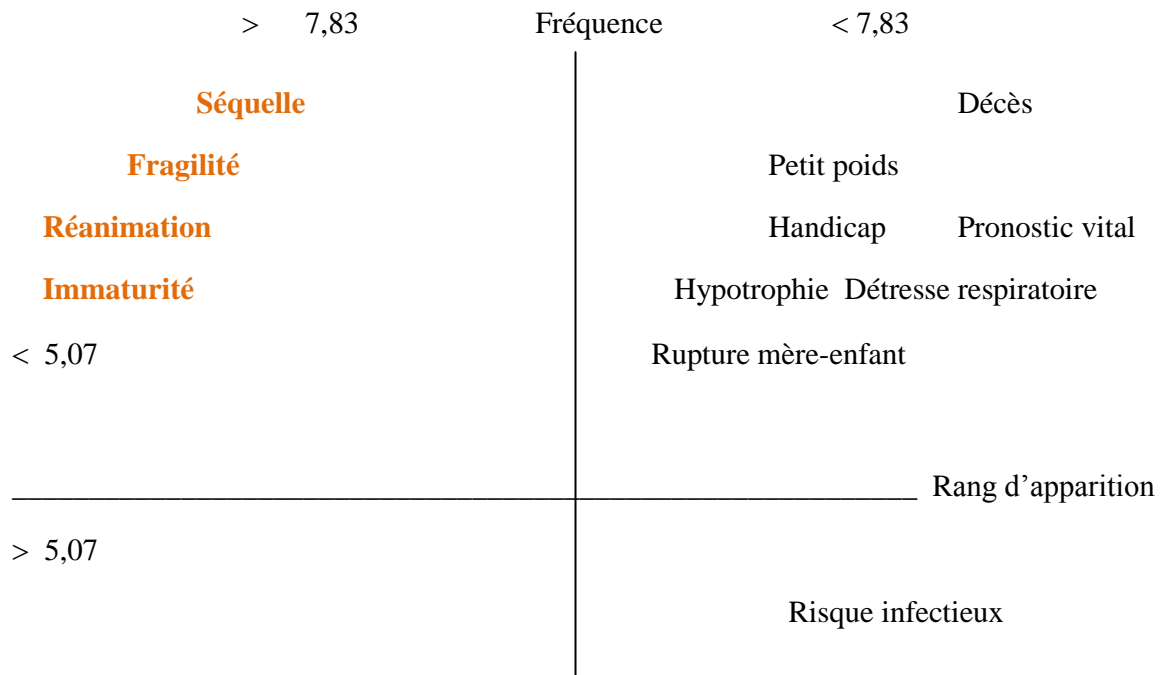 > 7,83 Fréquence < 7,83
Séquelle Décès
Fragilité Petit poids
Réanimation Handicap Pronostic vital
Immaturité Hypotrophie Détresse respiratoire
< 5,07 Rupture mère-enfant
Rang d’apparition
> 5,07
Risque infectieux